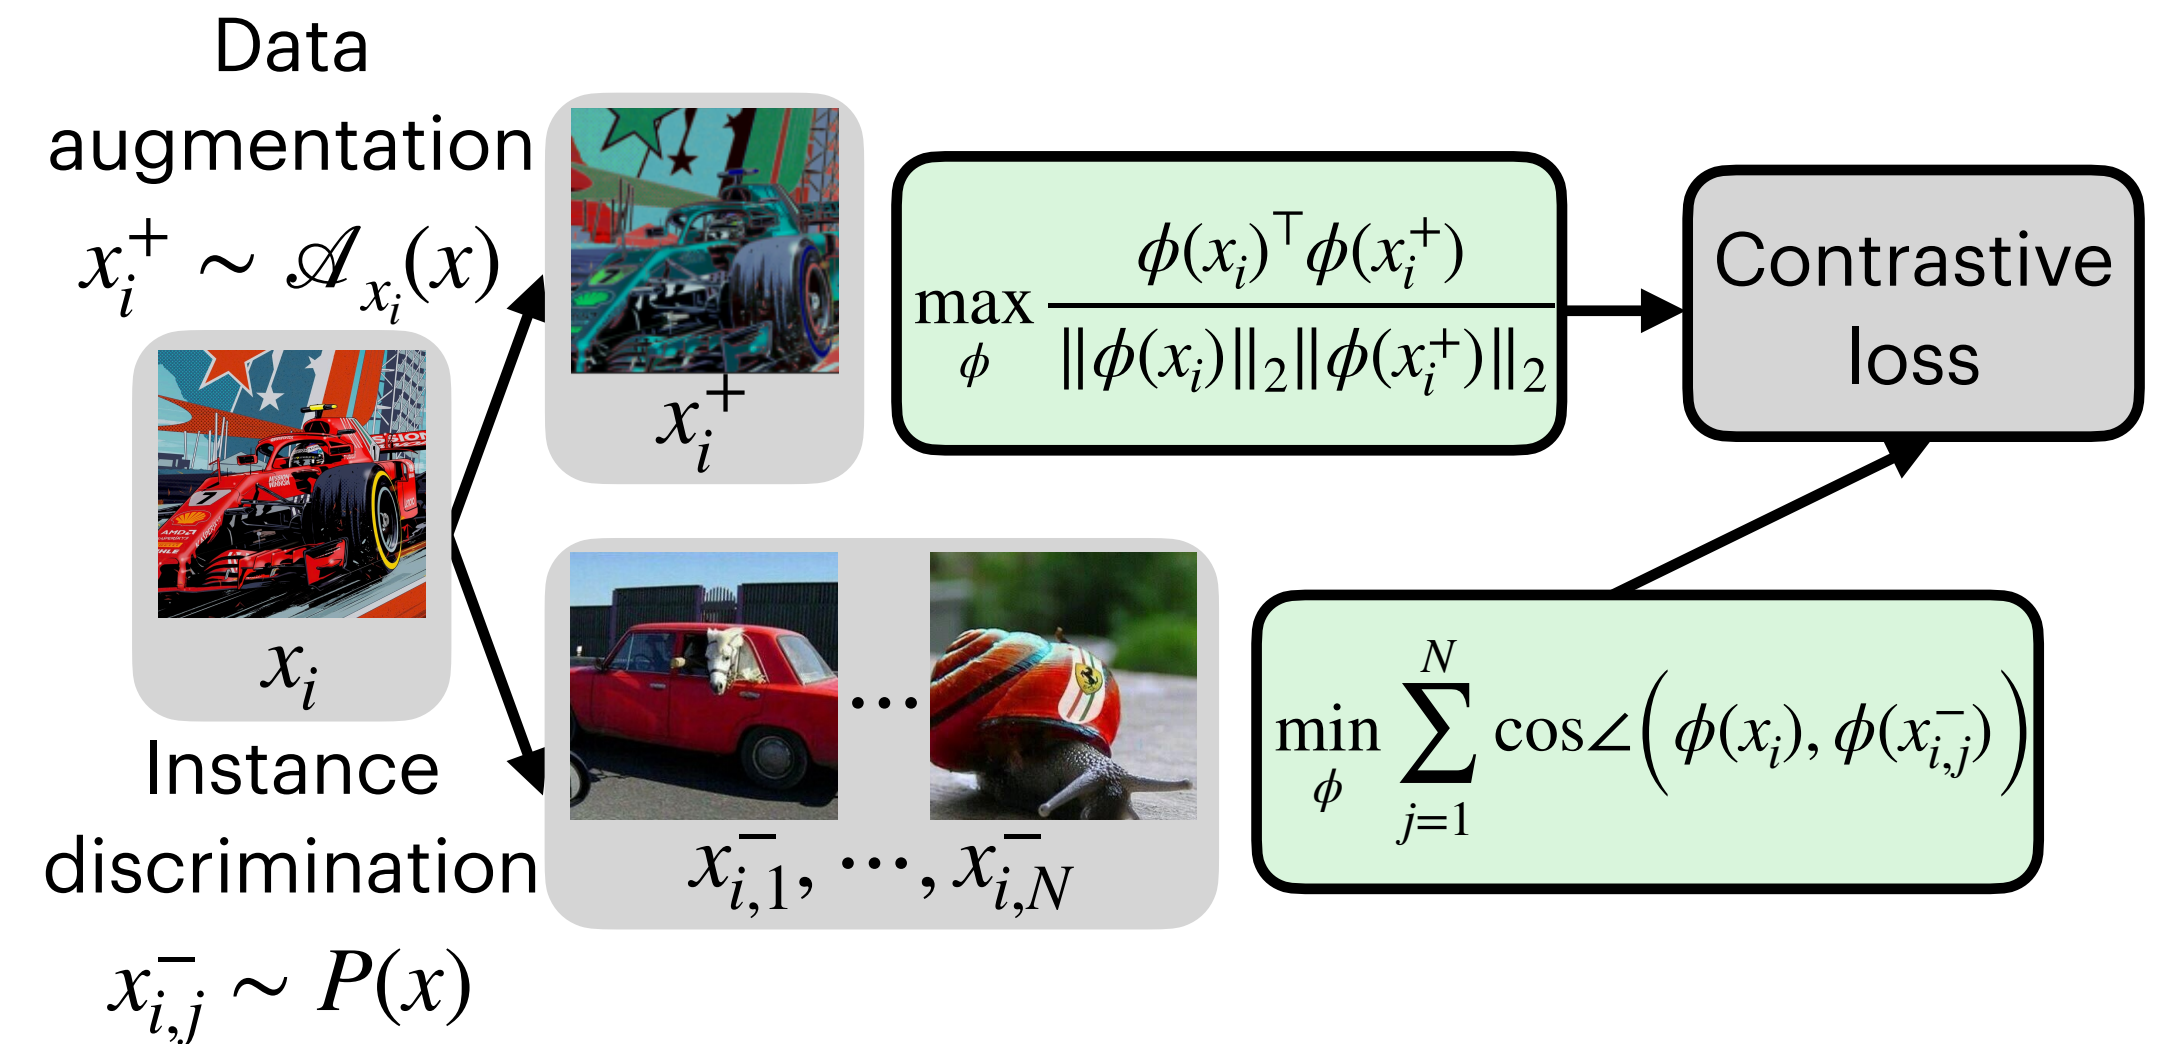 Data
augmentation
x_i^+ ∼ 𝒜_{x_i}(x)
x_i^+
max_ϕ ϕ(x_i)^⊤ϕ(x_i^+) / ‖ϕ(x_i)‖_2‖ϕ(x_i^+)‖_2
Contrastive
loss
7
x_i
Instance
discrimination
x_{i,j}^- ∼ P(x)
...
x_{i,1}^-, ⋯, x_{i,N}^-
min_ϕ ∑_{j=1}^N cos∠(ϕ(x_i), ϕ(x_{i,j}^-))